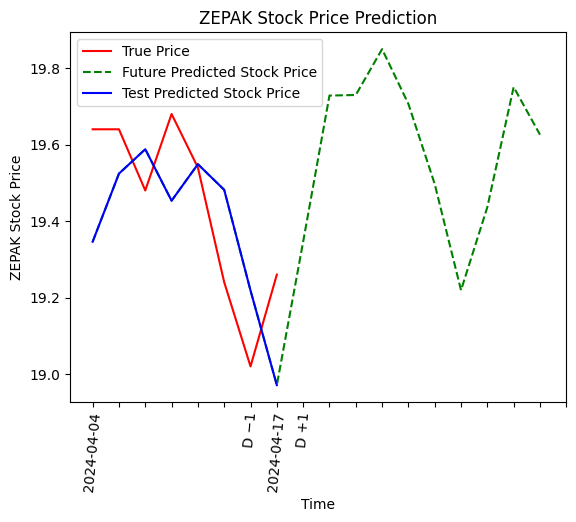 ZEPAK Stock Price Prediction
True Price
Future Predicted Stock Price
Test Predicted Stock Price
ZEPAK Stock Price
19.8
19.6
19.4
19.2
19.0
2024-04-04
D −1
2024-04-17
D +1
Time